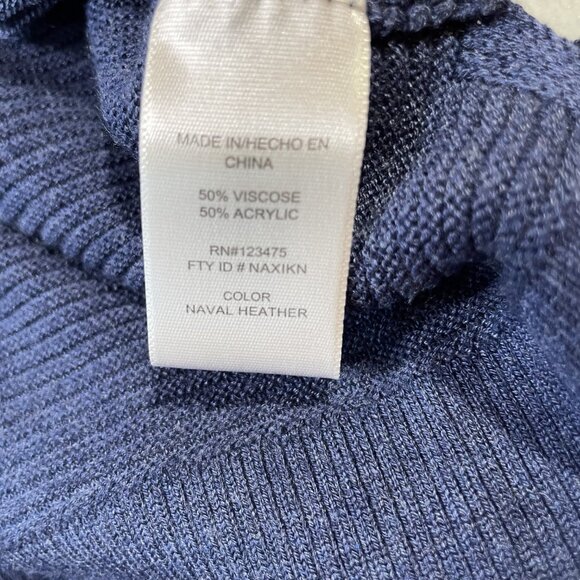 MADE IN/HECHO EN
CHINA
50% VISCOSE
50% ACRYLIC
RN#123475
FTY ID # NAXIKN
COLOR
NAVAL HEATHER